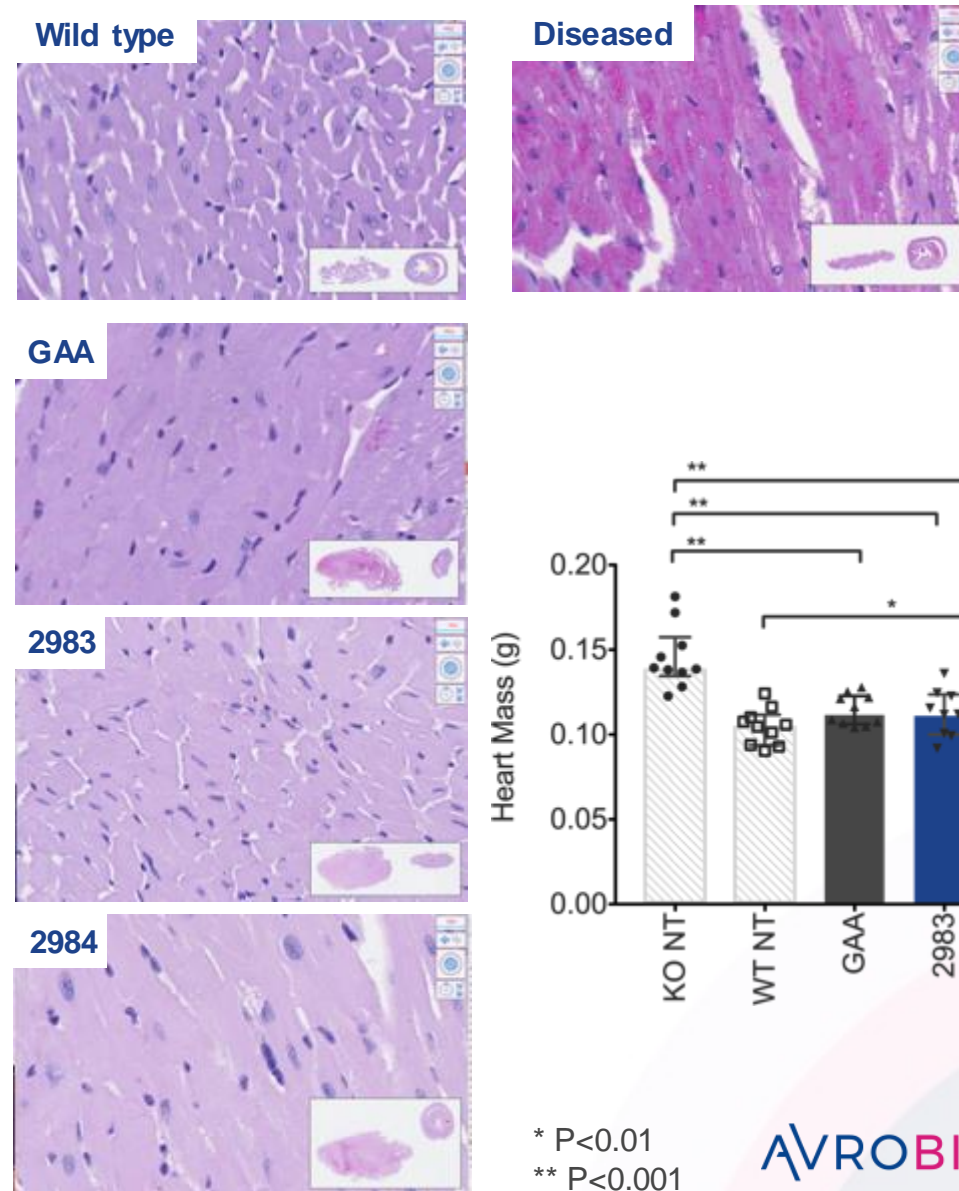 Wild type
Diseased
GAA
2983
2984
**
**
**
*
Heart Mass (g)
0.20
0.15
0.10
0.05
0.00
KO NT
WT NT
GAA
2983
* P<0.01
** P<0.001
AVROBI